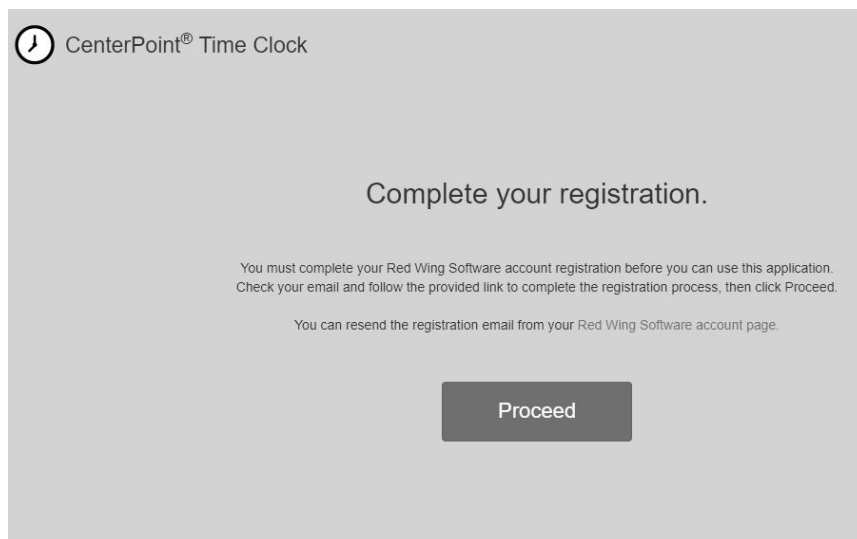 CenterPoint® Time Clock
Complete your registration.
You must complete your Red Wing Software account registration before you can use this application.
Check your email and follow the provided link to complete the registration process, then click Proceed.
You can resend the registration email from your Red Wing Software account page.
Proceed